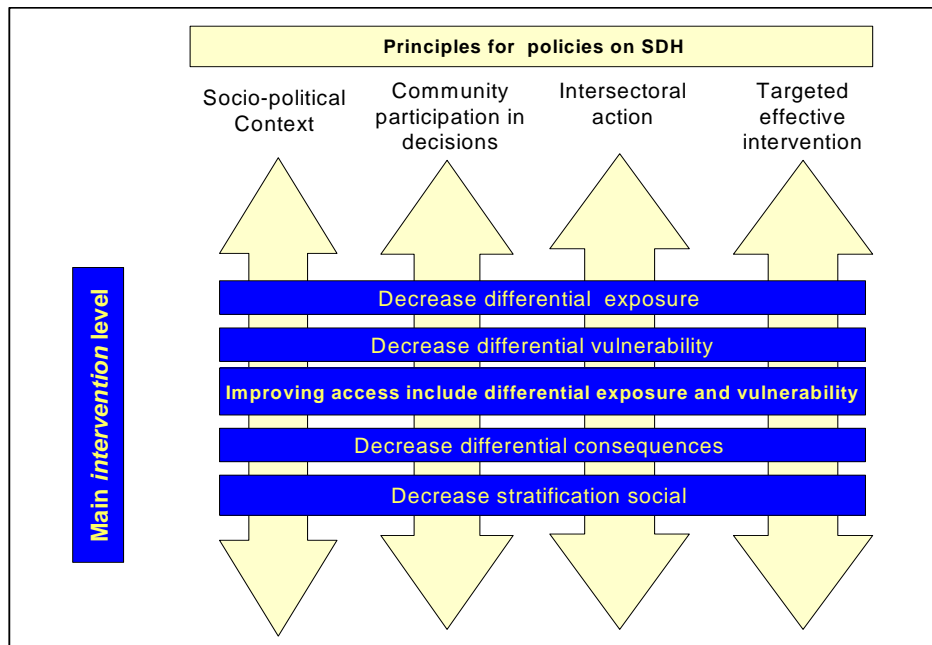 Principles for policies on SDH
Socio-political
Context
Community
participation in
decisions
Intersectoral
action
Targeted
effective
intervention
Main intervention level
Decrease differential exposure
Decrease differential vulnerability
Improving access include differential exposure and vulnerability
Decrease differential consequences
Decrease stratification social